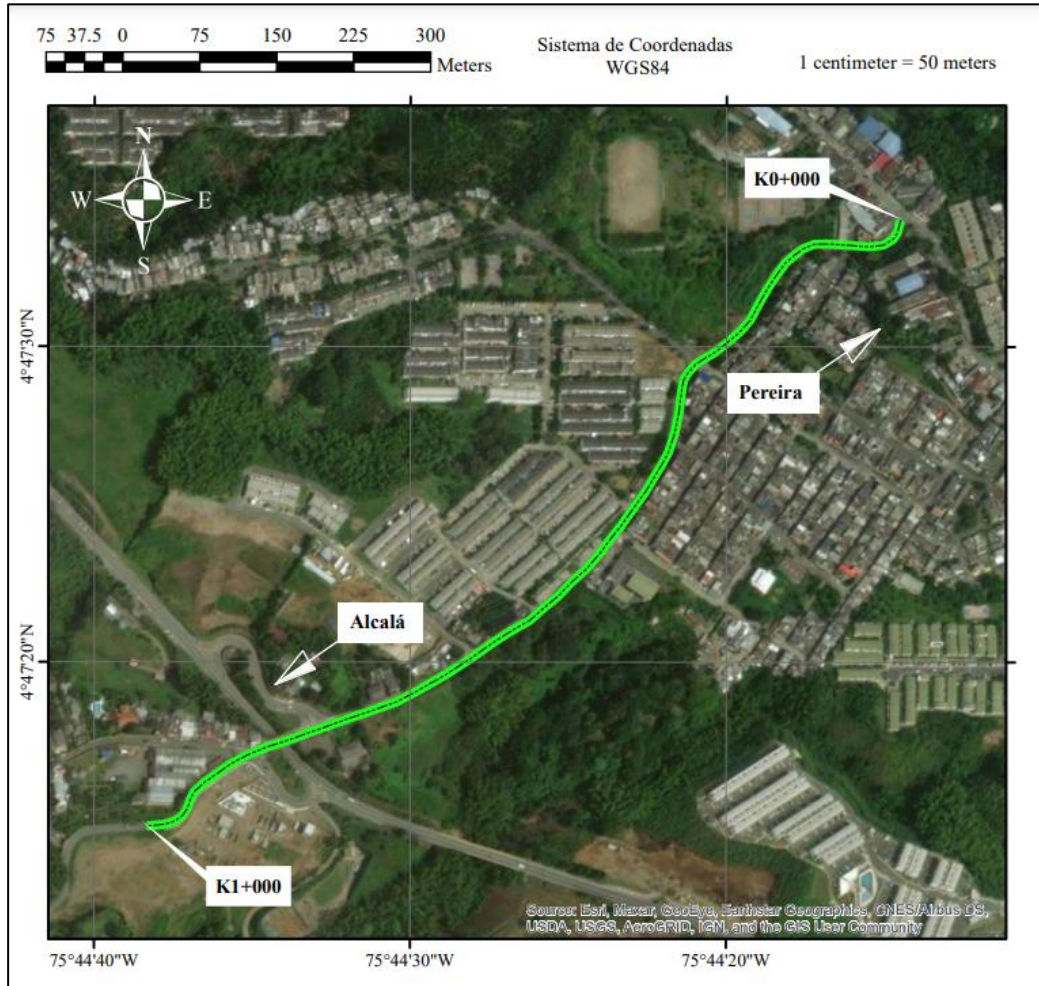 75 37.5 0 75 150 225 300
Meters
Sistema de Coordenadas
WGS84
1 centimeter = 50 meters
N
W E
S
K0+000
4°47'30"N
Pereira
Alcalá
4°47'20"N
K1+000
Source: Esri, Maxar, GeoEye, Earthstar Geographics, CNES/Airbus DS,
USDA, USGS, AeroGRID, IGN, and the GIS User Community
75°44'40"W 75°44'30"W 75°44'20"W